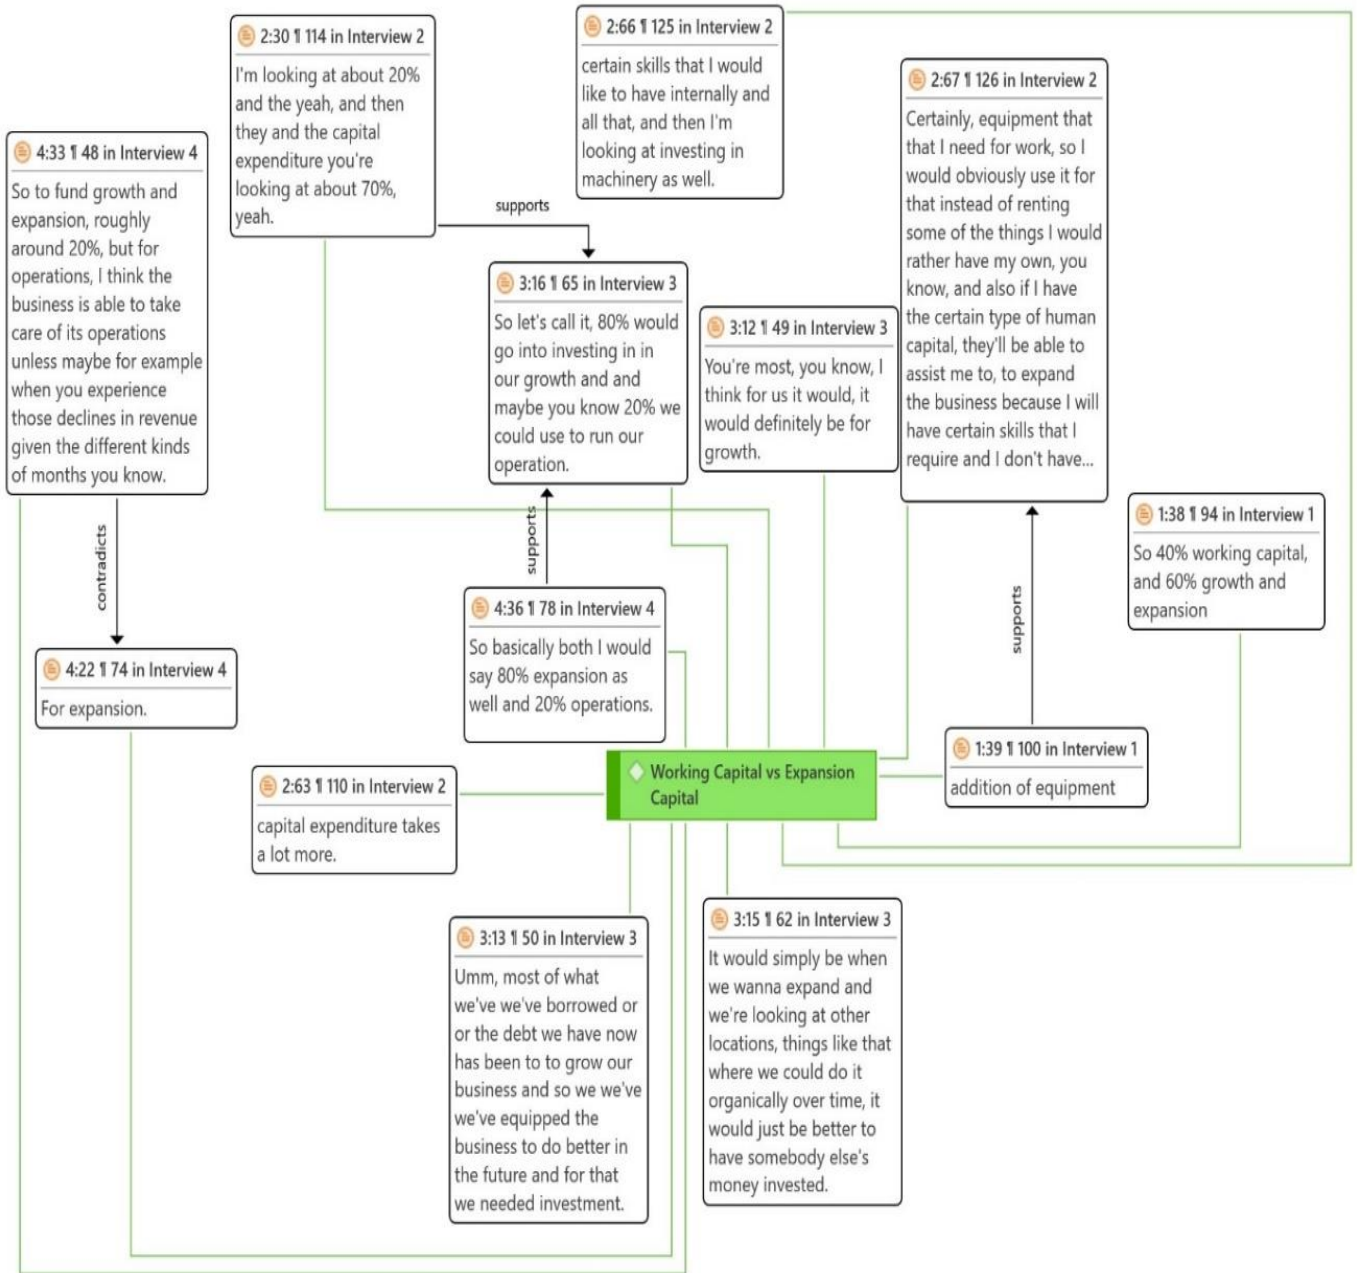 2:30 ¶ 114 in Interview 2
I'm looking at about 20%
and the yeah, and then
they and the capital
expenditure you're
looking at about 70%,
yeah.
2:66 ¶ 125 in Interview 2
certain skills that I would
like to have internally and
all that, and then I'm
looking at investing in
machinery as well.
2:67 ¶ 126 in Interview 2
Certainly, equipment that
that I need for work, so I
would obviously use it for
that instead of renting
some of the things I would
rather have my own, you
know, and also if I have
the certain type of human
capital, they'll be able to
assist me to, to expand
the business because I will
have certain skills that I
require and I don't have...
4:33 ¶ 48 in Interview 4
So to fund growth and
expansion, roughly
around 20%, but for
operations, I think the
business is able to take
care of its operations
unless maybe for example
when you experience
those declines in revenue
given the different kinds
of months you know.
supports
3:16 ¶ 65 in Interview 3
So let's call it, 80% would
go into investing in in
our growth and and
maybe you know 20% we
could use to run our
operation.
3:12 ¶ 49 in Interview 3
You're most, you know, I
think for us it would, it
would definitely be for
growth.
1:38 ¶ 94 in Interview 1
So 40% working capital,
and 60% growth and
expansion
contradicts
supports
supports
4:36 ¶ 78 in Interview 4
So basically both I would
say 80% expansion as
well and 20% operations.
4:22 ¶ 74 in Interview 4
For expansion.
1:39 ¶ 100 in Interview 1
addition of equipment
Working Capital vs Expansion
Capital
2:63 ¶ 110 in Interview 2
capital expenditure takes
a lot more.
3:13 ¶ 50 in Interview 3
Umm, most of what
we've we've borrowed or
or the debt we have now
has been to to grow our
business and so we we've
we've equipped the
business to do better in
the future and for that
we needed investment.
3:15 ¶ 62 in Interview 3
It would simply be when
we wanna expand and
we're looking at other
locations, things like that
where we could do it
organically over time, it
would just be better to
have somebody else's
money invested.